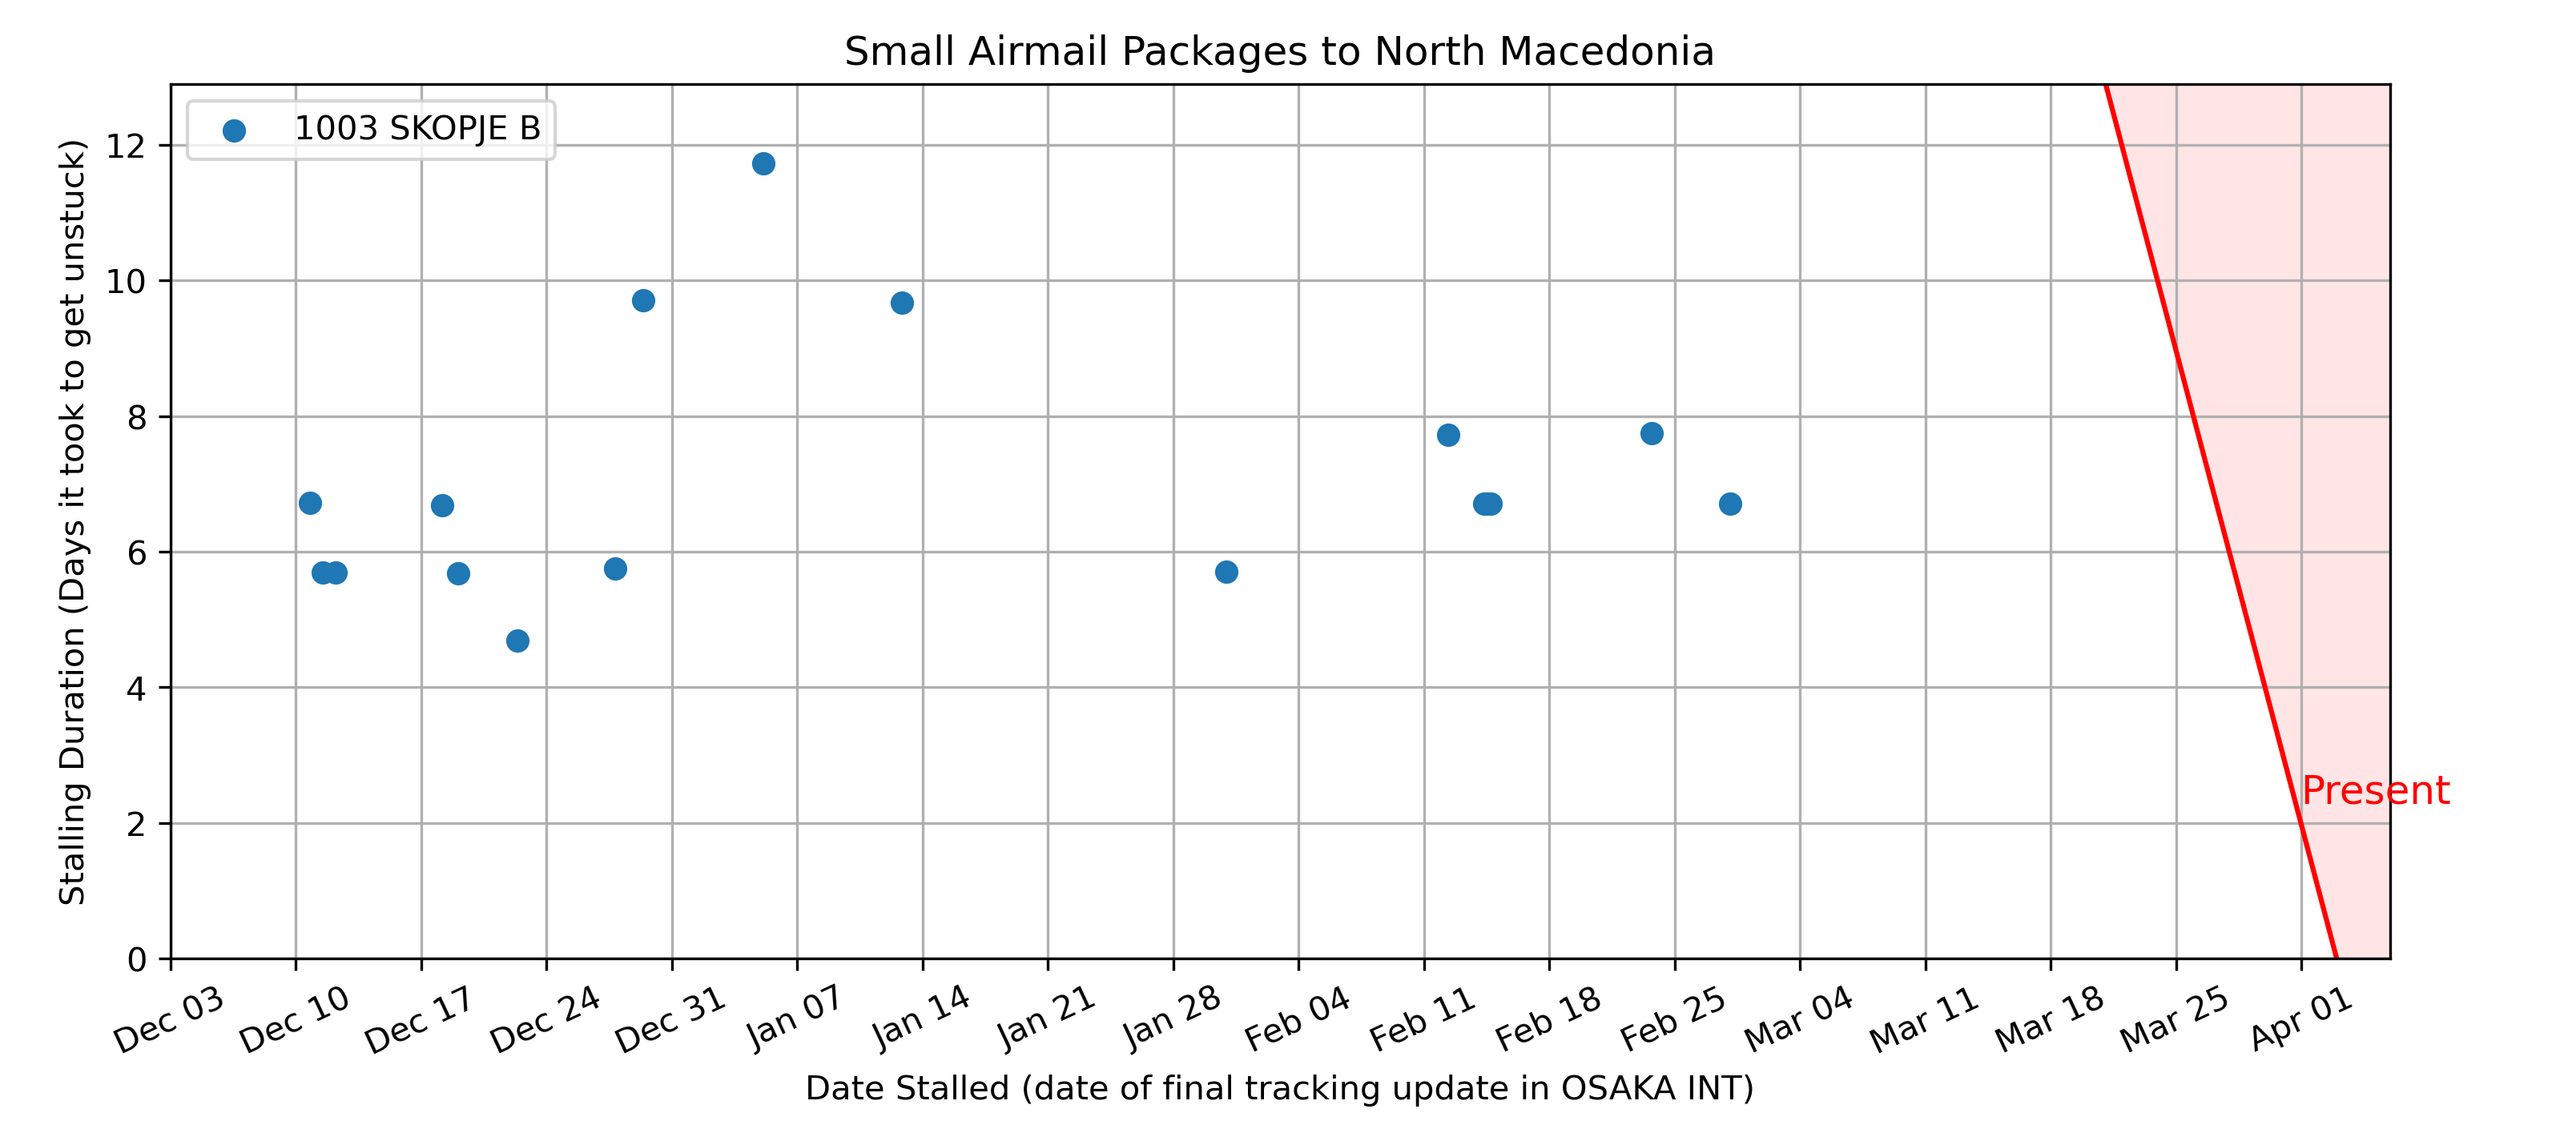 Small Airmail Packages to North Macedonia
1003 SKOPJE B
Stalling Duration (Days it took to get unstuck)
12
10
8
6
4
2
0
Present
Dec 03
Dec 10
Dec 17
Dec 24
Dec 31
Jan 07
Jan 14
Jan 21
Jan 28
Feb 04
Feb 11
Feb 18
Feb 25
Mar 04
Mar 11
Mar 18
Mar 25
Apr 01
Date Stalled (date of final tracking update in OSAKA INT)